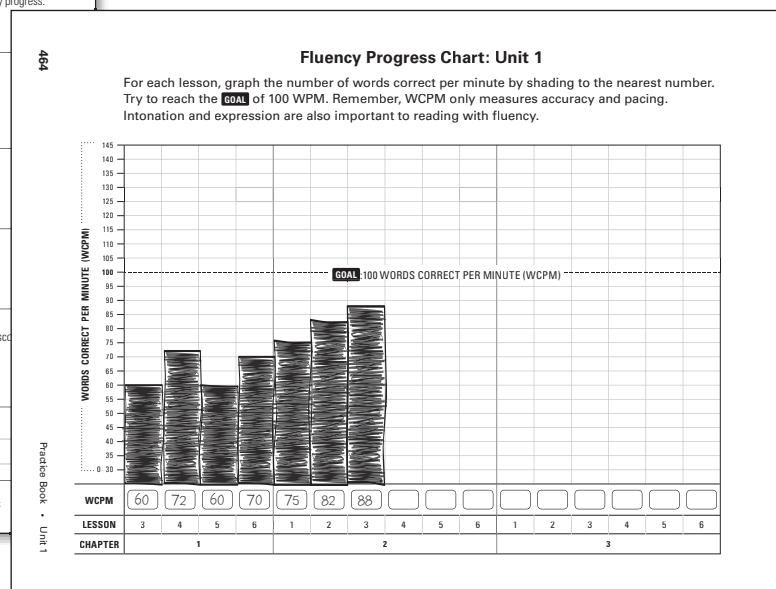 progress.
464
Fluency Progress Chart: Unit 1
For each lesson, graph the number of words correct per minute by shading to the nearest number.
Try to reach the GOAL of 100 WPM. Remember, WCPM only measures accuracy and pacing.
Intonation and expression are also important to reading with fluency.
WORDS CORRECT PER MINUTE (WCPM)
145
140
135
130
125
120
115
110
105
100
95
90
85
80
75
70
65
60
55
50
45
40
35
0 30
GOAL:100 WORDS CORRECT PER MINUTE (WCPM)
WCPM 60 72 60 70 75 82 88
LESSON 3 4 5 6 1 2 3 4 5 6 1 2 3 4 5 6
CHAPTER 1 2 3
Practice Book • Unit 1